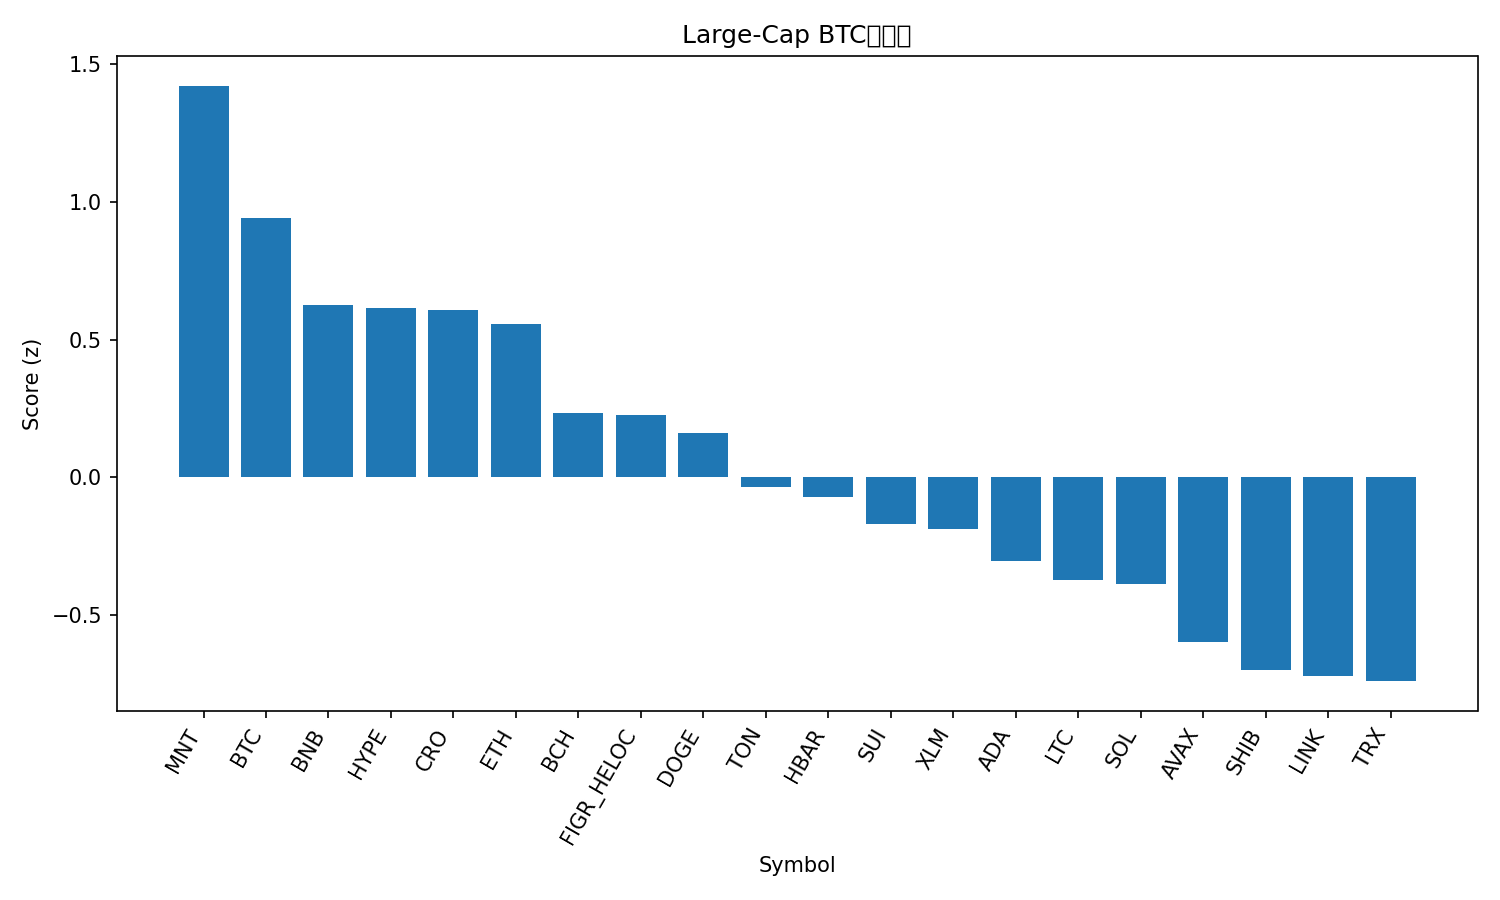 Large-Cap BTC
Score (z)
1.5
1.0
0.5
0.0
−0.5
MNT
BTC
BNB
HYPE
CRO
ETH
BCH
FIGR_HELOC
DOGE
TON
HBAR
SUI
XLM
ADA
LTC
SOL
AVAX
SHIB
LINK
TRX
Symbol